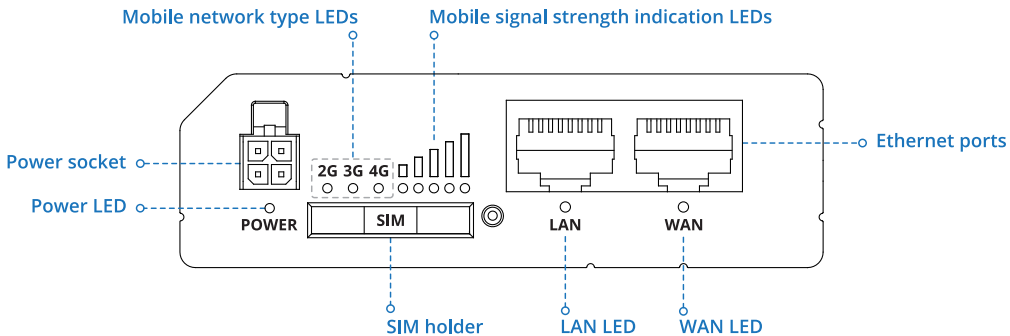 Mobile network type LEDs
Mobile signal strength indication LEDs
Ethernet ports
Power socket
2G 3G 4G
Power LED
POWER
SIM
LAN
WAN
SIM holder
LAN LED
WAN LED